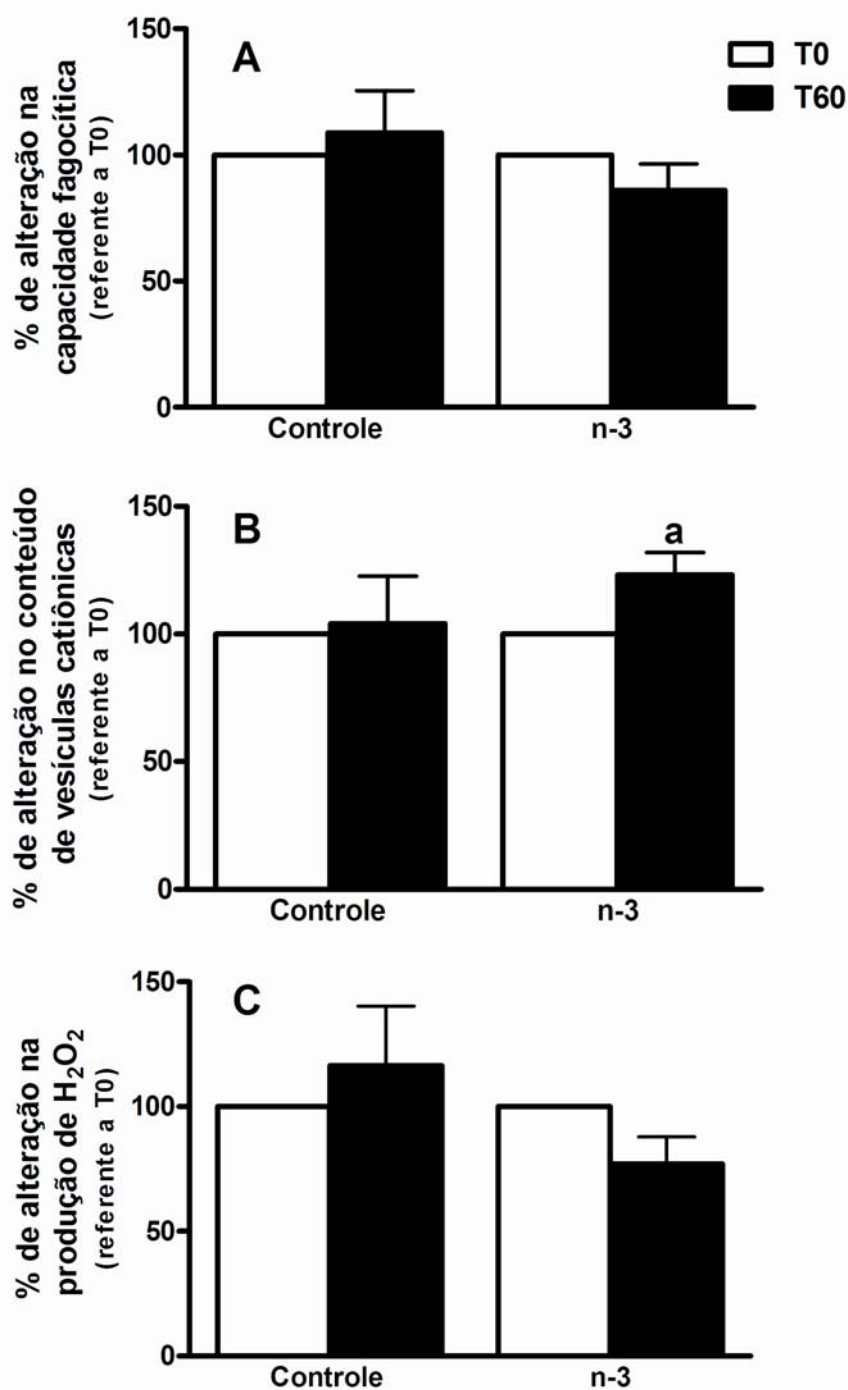 A
T0
T60
% de alteração na
capacidade fagocítica
(referente a T0)
150
100
50
0
Controle
n-3
B
a
% de alteração no conteúdo
de vesículas catiônicas
(referente a T0)
150
100
50
0
Controle
n-3
C
% de alteração na
produção de H₂O₂
(referente a T0)
150
100
50
0
Controle
n-3